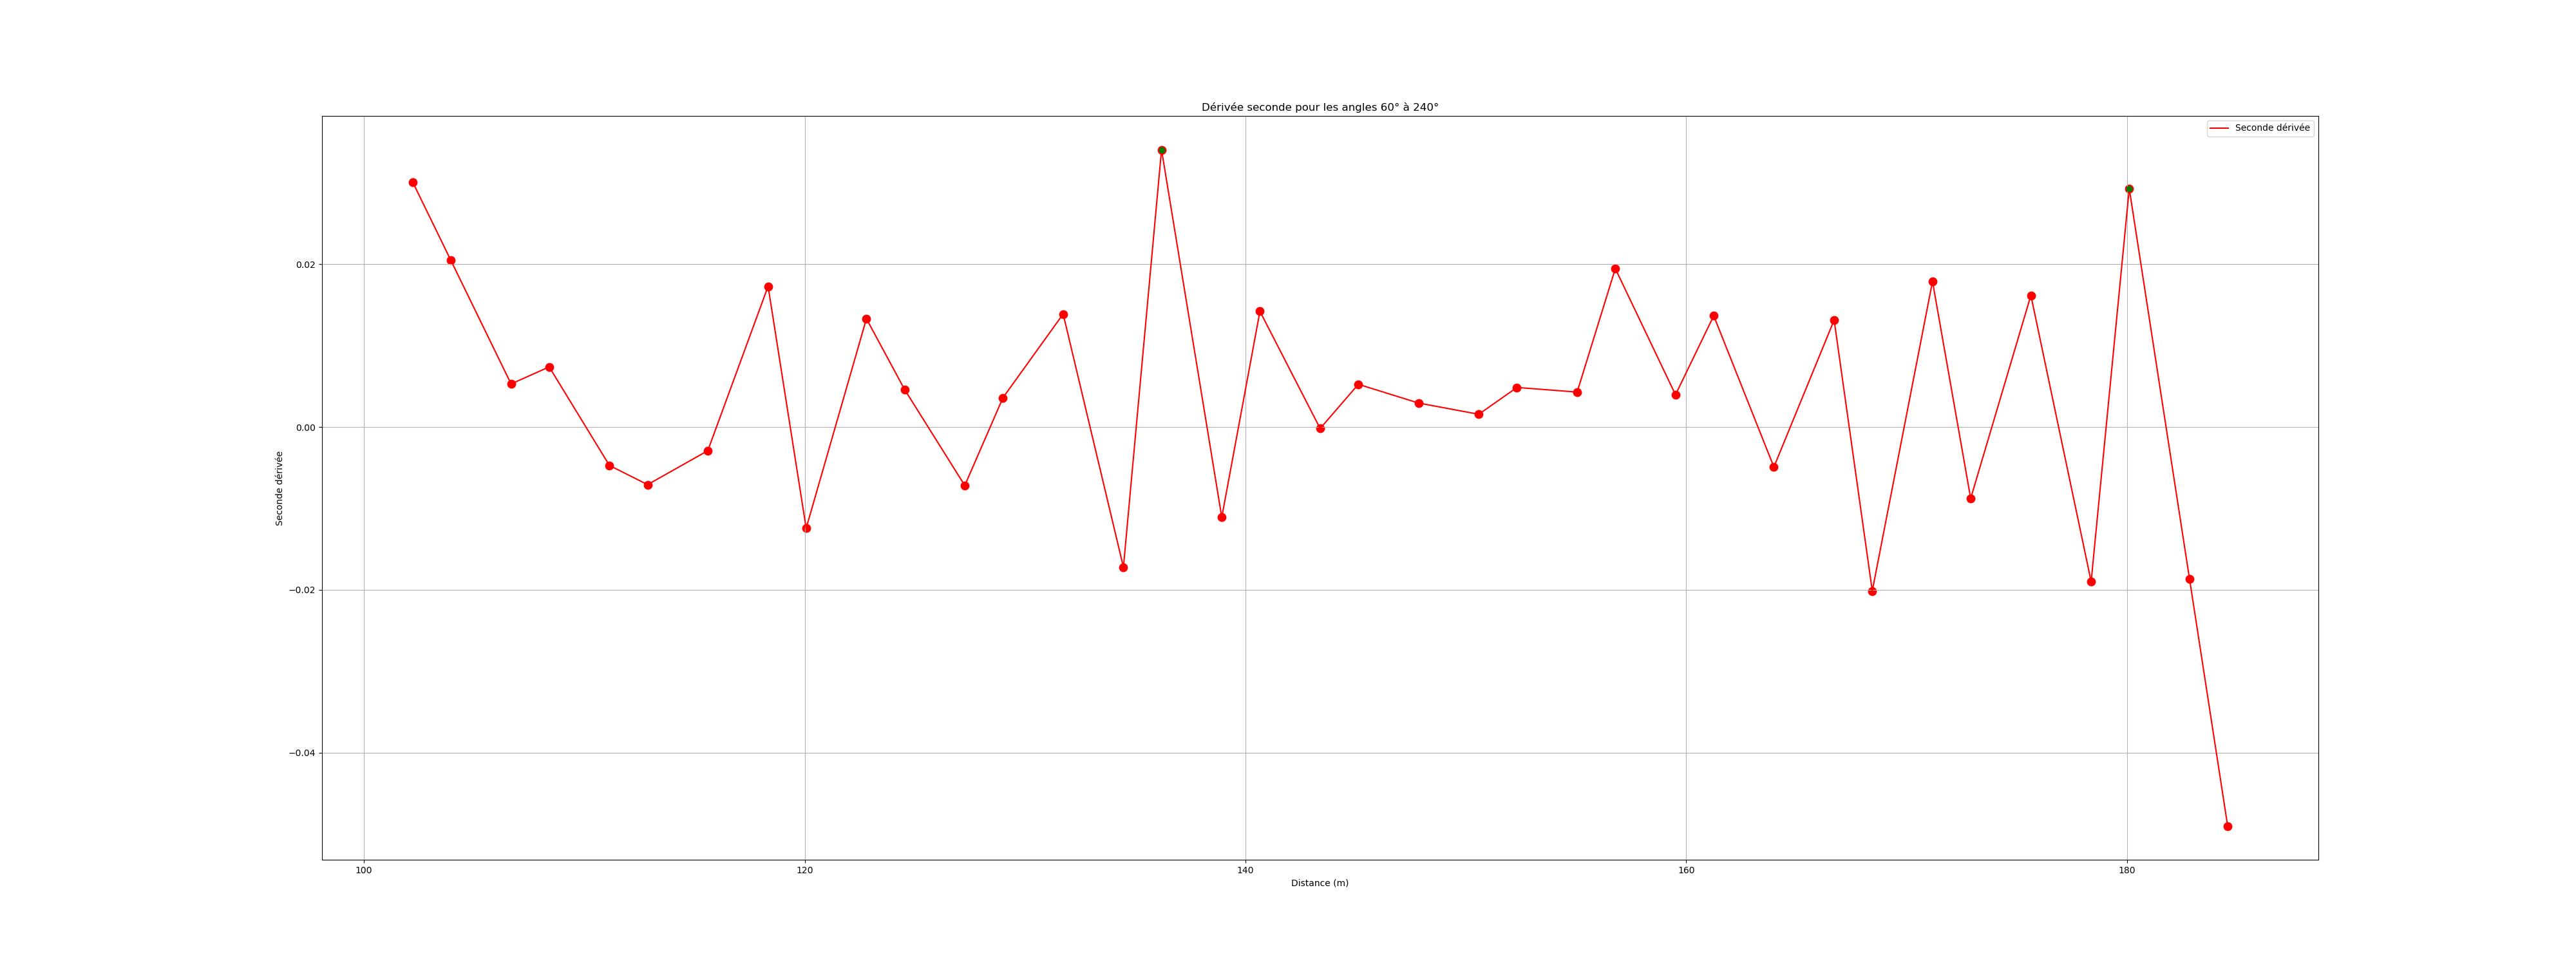 Dérivée seconde pour les angles 60° à 240°
Seconde dérivée
0.02
0.00
−0.02
−0.04
Seconde dérivée
100
120
140
160
180
Distance (m)